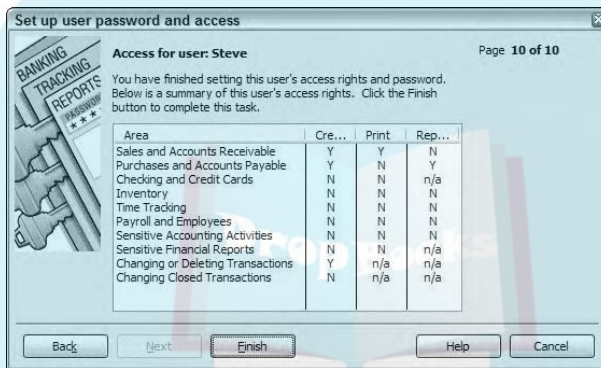 Set up user password and access
BANKING
TRACKING
REPORTS
PASSWORD
***
Access for user: Steve
Page 10 of 10
You have finished setting this user's access rights and password.
Below is a summary of this user's access rights. Click the Finish
button to complete this task.
Area Cre... Print Rep...
Sales and Accounts Receivable Y Y N
Purchases and Accounts Payable Y N Y
Checking and Credit Cards N N n/a
Inventory N N N
Time Tracking N N N
Payroll and Employees N N N
Sensitive Accounting Activities N N N
Sensitive Financial Reports N N n/a
Changing or Deleting Transactions Y n/a n/a
Changing Closed Transactions N n/a n/a
DropBooks
Back Next Finish Help Cancel